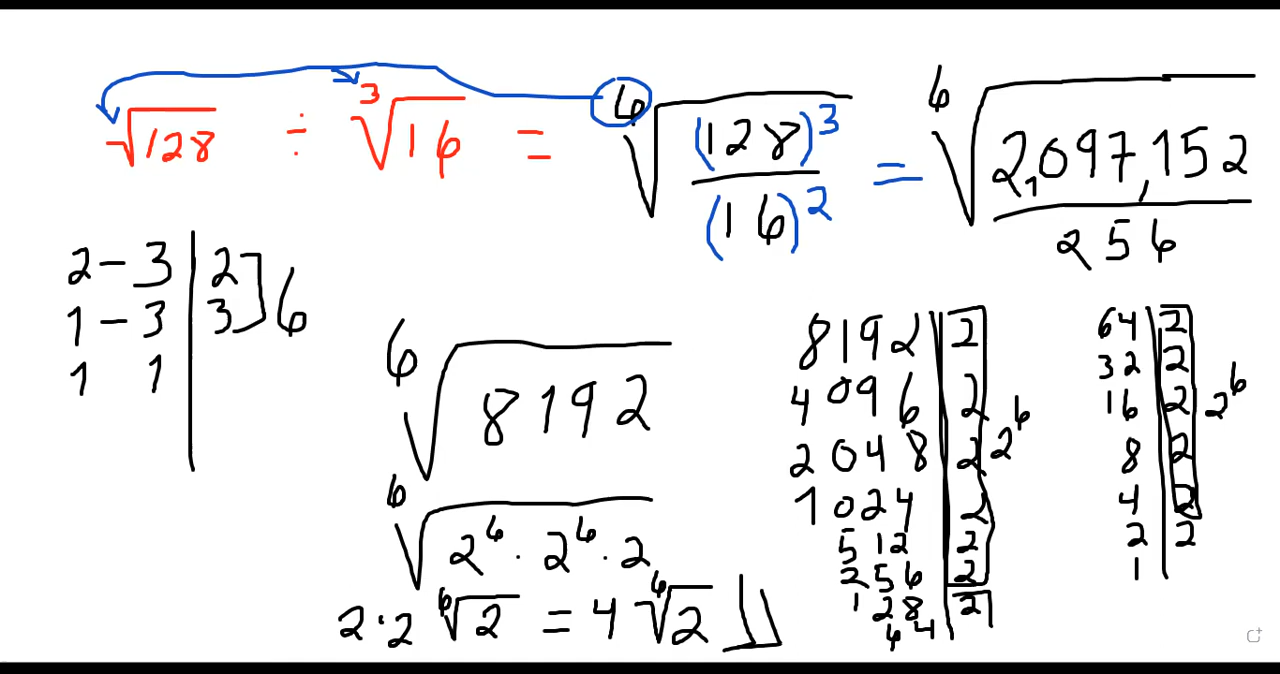 √128 ÷ ∛16 = ⁶√((128)³/(16)²) = ⁶√(2,097,152/256)
2 - 3 | 2
1 - 3 | 3 ] 6
1 1 |
⁶√8192
⁶√(2⁶ · 2⁶ · 2)
2·2 ⁶√2 = 4 ⁶√2
8192 | 2
4096 | 2
2048 | 2 2⁶
1024 | 2
512 | 2
256 | 2
128 | 2
64
64 | 2
32 | 2
16 | 2 2⁶
8 | 2
4 | 2
2 | 2
1 |